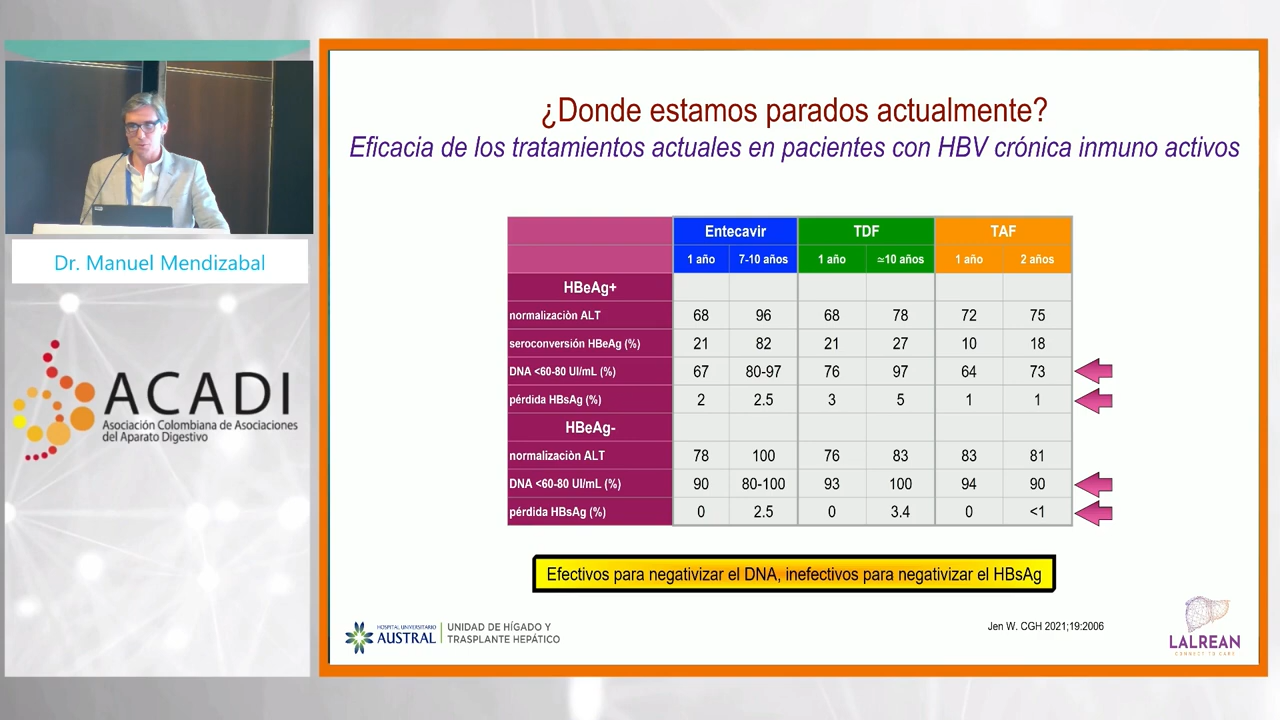 ¿Donde estamos parados actualmente?
Eficacia de los tratamientos actuales en pacientes con HBV crónica inmuno activos
Dr. Manuel Mendizabal
ACADI
Asociación Colombiana de Asociaciones
del Aparato Digestivo
Entecavir TDF TAF
1 año 7-10 años 1 año ≃10 años 1 año 2 años
HBeAg+
normalizaciòn ALT 68 96 68 78 72 75
seroconversión HBeAg (%) 21 82 21 27 10 18
DNA <60-80 UI/mL (%) 67 80-97 76 97 64 73
pérdida HBsAg (%) 2 2.5 3 5 1 1
HBeAg-
normalizaciòn ALT 78 100 76 83 83 81
DNA <60-80 UI/mL (%) 90 80-100 93 100 94 90
pérdida HBsAg (%) 0 2.5 0 3.4 0 <1
Efectivos para negativizar el DNA, inefectivos para negativizar el HBsAg
HOSPITAL UNIVERSITARIO
AUSTRAL
UNIDAD DE HÍGADO Y
TRASPLANTE HEPÁTICO
Jen W. CGH 2021;19:2006
LALREAN
CONNECT TO CARE